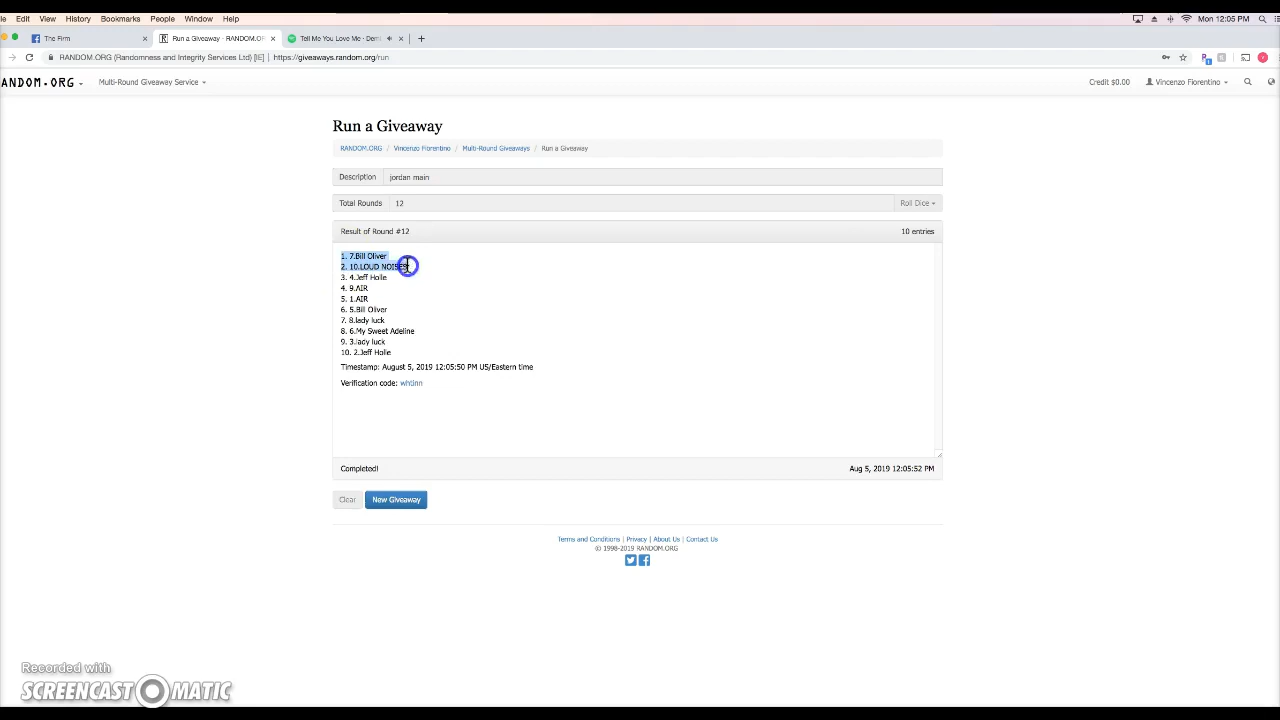 le Edit View History Bookmarks People Window Help Mon 12:05 PM
The Firm Run a Giveaway - RANDOM.OR Tell Me You Love Me - Demi
RANDOM.ORG (Randomness and Integrity Services Ltd) [IE] https://giveaways.random.org/run
ANDOM.ORG Multi-Round Giveaway Service Credit $0.00 Vincenzo Fiorentino
Run a Giveaway
RANDOM.ORG / Vincenzo Fiorentino / Multi-Round Giveaways / Run a Giveaway
Description jordan main
Total Rounds 12 Roll Dice
Result of Round #12 10 entries
1. 7.Bill Oliver
2. 10.LOUD NOISES
3. 4.Jeff Holle
4. 9.AIR
5. 1.AIR
6. 5.Bill Oliver
7. 8.lady luck
8. 6.My Sweet Adeline
9. 3.lady luck
10. 2.Jeff Holle
Timestamp: August 5, 2019 12:05:50 PM US/Eastern time
Verification code: whtinn
Completed! Aug 5, 2019 12:05:52 PM
Clear New Giveaway
Terms and Conditions | Privacy | About Us | Contact Us
© 1998-2019 RANDOM.ORG
Recorded with
SCREENCAST MATIC